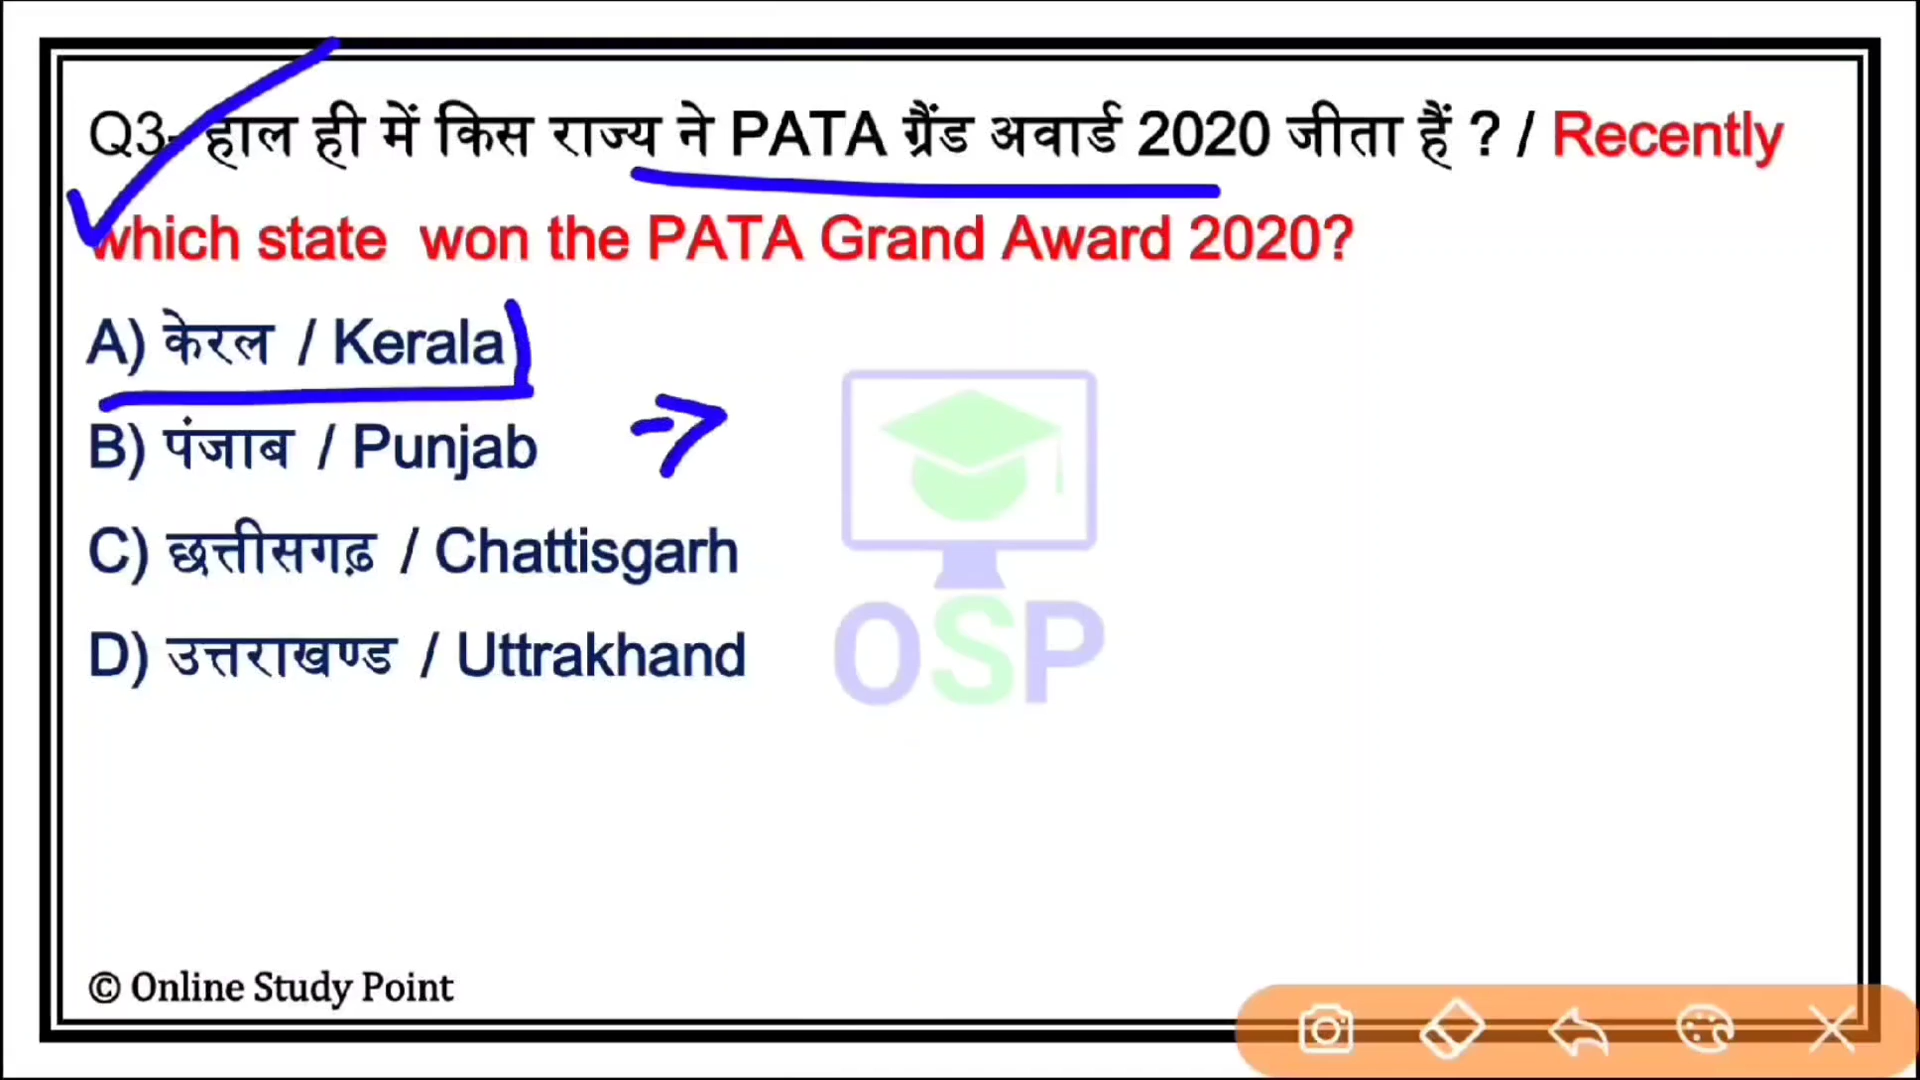 Q3- हाल ही में किस राज्य ने PATA ग्रैंड अवार्ड 2020 जीता हैं ? / Recently
which state won the PATA Grand Award 2020?
A) केरल / Kerala
B) पंजाब / Punjab
C) छत्तीसगढ़ / Chattisgarh
D) उत्तराखण्ड / Uttrakhand
OSP
© Online Study Point